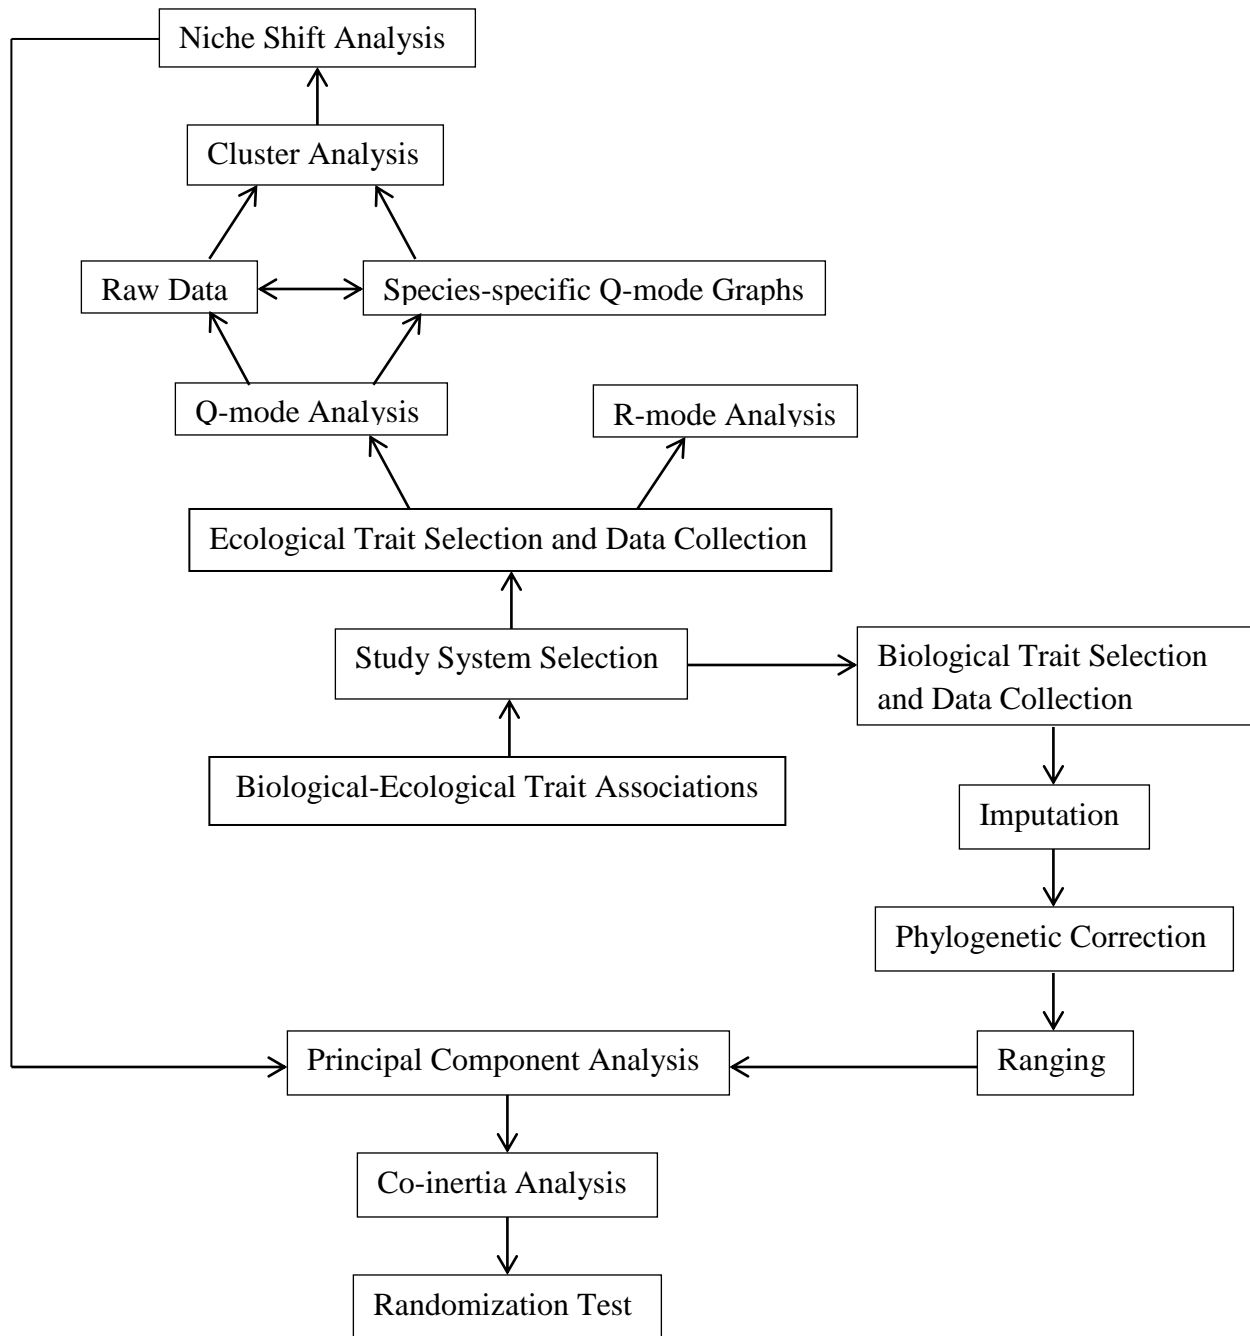 Niche Shift Analysis
Cluster Analysis
Raw Data
Species-specific Q-mode Graphs
Q-mode Analysis
R-mode Analysis
Ecological Trait Selection and Data Collection
Study System Selection
Biological Trait Selection
and Data Collection
Biological-Ecological Trait Associations
Imputation
Phylogenetic Correction
Principal Component Analysis
Ranging
Co-inertia Analysis
Randomization Test